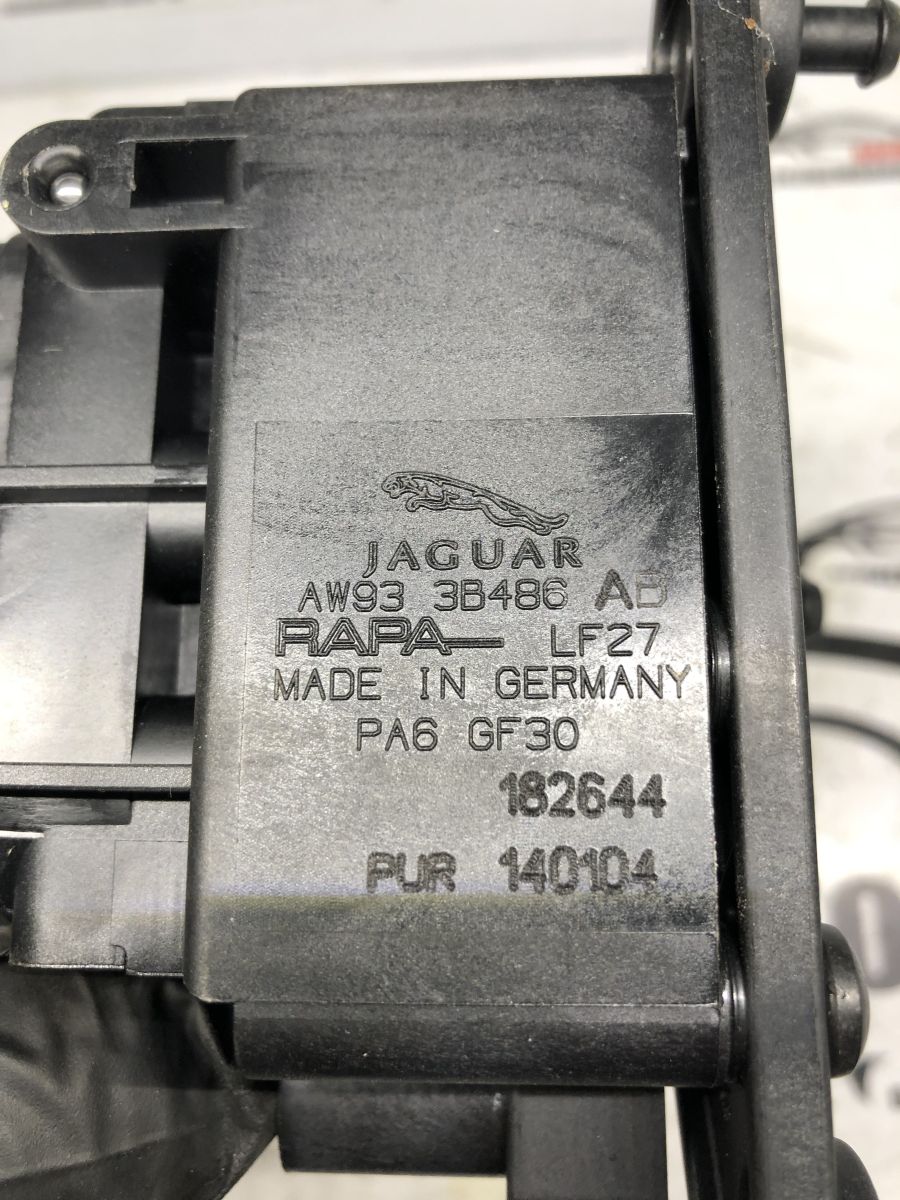 JAGUAR
AW93 3B486 AB
RAPA LF27
MADE IN GERMANY
PA6 GF30
182644
PUR 140104